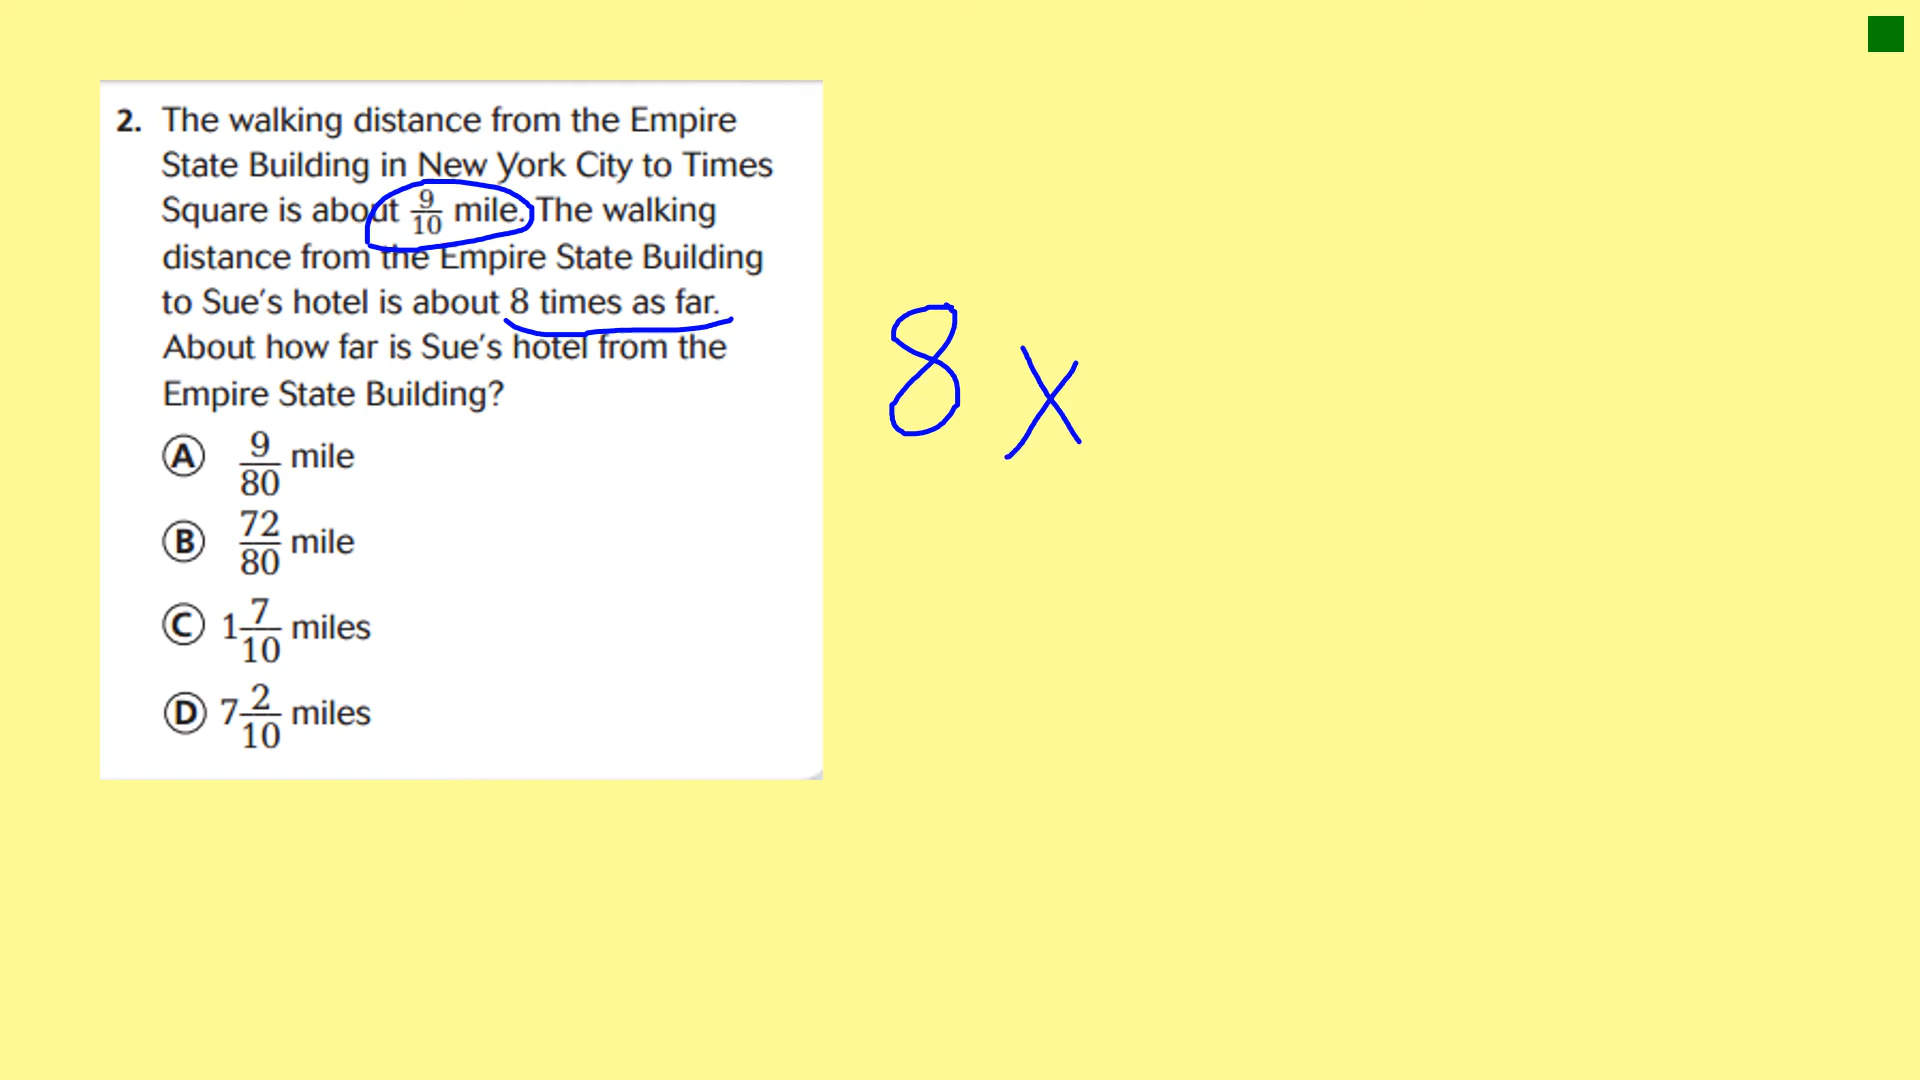 2. The walking distance from the Empire
State Building in New York City to Times
Square is about 9/10 mile. The walking
distance from the Empire State Building
to Sue's hotel is about 8 times as far.
About how far is Sue's hotel from the
Empire State Building?
A 9/80 mile
B 72/80 mile
C 1 7/10 miles
D 7 2/10 miles
8 x